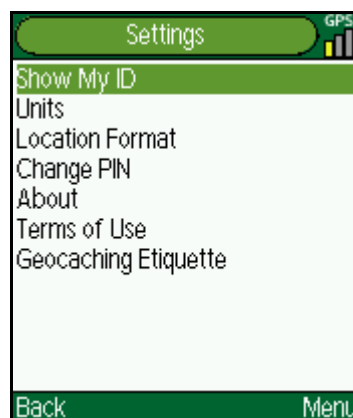 Settings
GPS
Show My ID
Units
Location Format
Change PIN
About
Terms of Use
Geocaching Etiquette
Back Menu